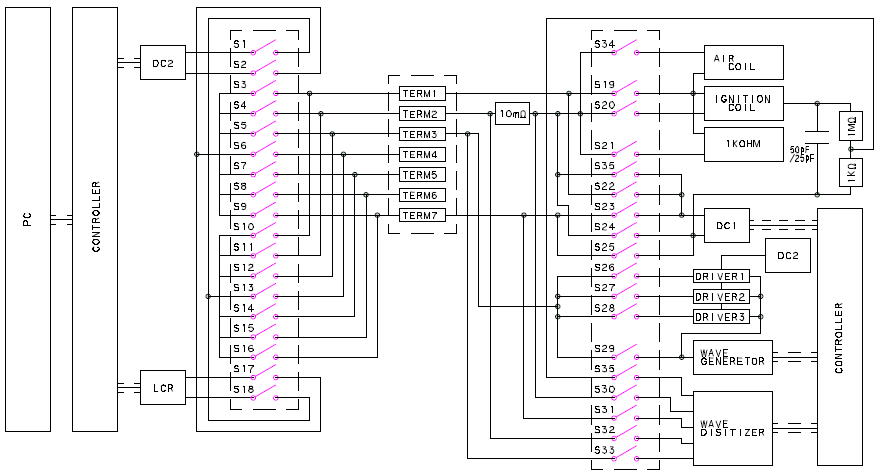 PC
CONTROLLER
DC2
LCR
S1
S2
S3
S4
S5
S6
S7
S8
S9
S10
S11
S12
S13
S14
S15
S16
S17
S18
TERM1
TERM2
TERM3
TERM4
TERM5
TERM6
TERM7
10mΩ
S34
S19
S20
S21
S35
S22
S23
S24
S25
S26
S27
S28
S29
S35
S30
S31
S32
S33
AIR
COIL
IGNITION
COIL
1KOHM
50pF
/25pF
1MΩ
1KΩ
DC1
DC2
DRIVER1
DRIVER2
DRIVER3
WAVE
GENERETOR
WAVE
DISITIZER
CONTROLLER